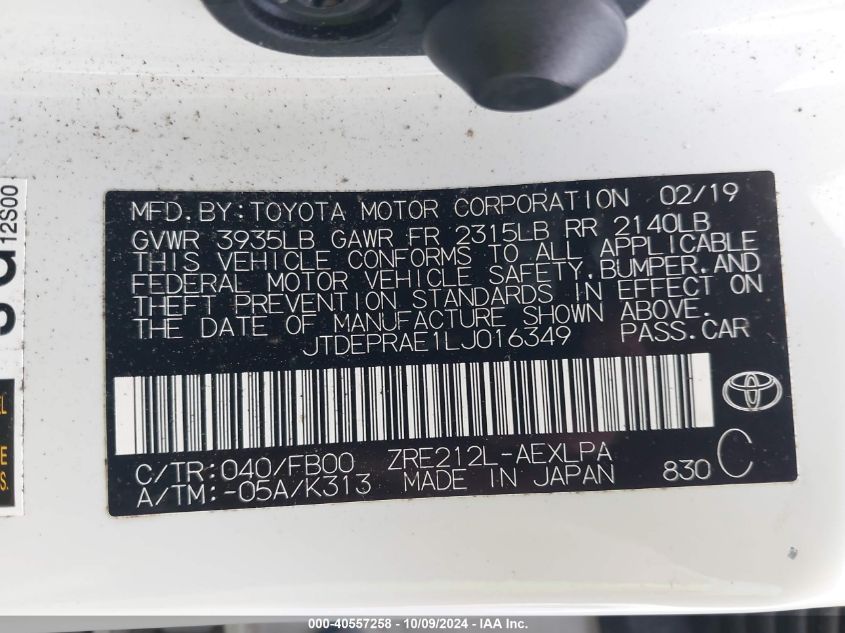 MFD.BY:TOYOTA MOTOR CORPORATION 02/19
GVWR 3935LB GAWR FR 2315LB RR 2140LB
THIS VEHICLE CONFORMS TO ALL APPLICABLE
FEDERAL MOTOR VEHICLE SAFETY,BUMPER,AND
THEFT PREVENTION STANDARDS IN EFFECT ON
THE DATE OF MANUFACTURE SHOWN ABOVE.
JTDEPRAE1LJ016349 PASS.CAR
C/TR:040/FB00 ZRE212L-AEXLPA
A/TM:-05A/K313 MADE IN JAPAN 830 C
12S00
000-40557258 - 10/09/2024 - IAA Inc.